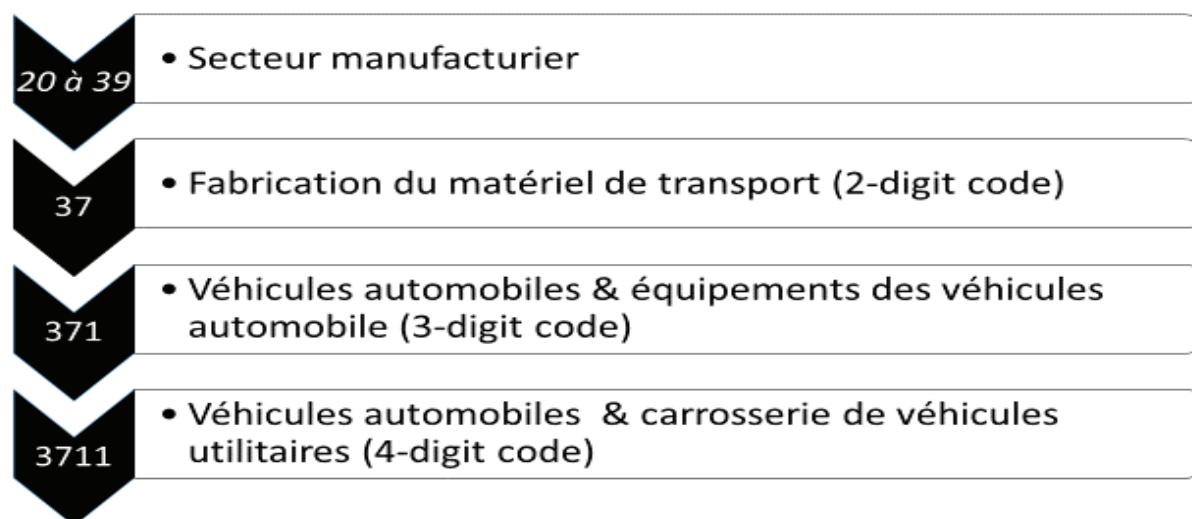 20 à 39
• Secteur manufacturier
37
• Fabrication du matériel de transport (2-digit code)
371
• Véhicules automobiles & équipements des véhicules
automobile (3-digit code)
3711
• Véhicules automobiles & carrosserie de véhicules
utilitaires (4-digit code)